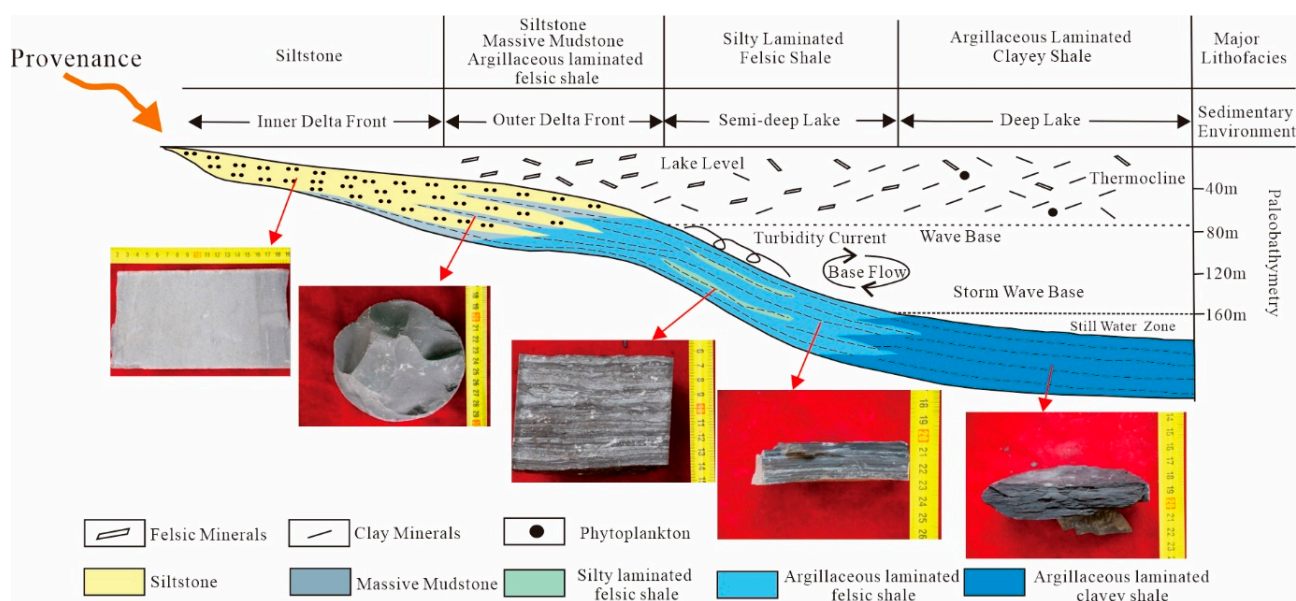 Provenance
Siltstone
Siltstone
Massive Mudstone
Argillaceous laminated
felsic shale
Silty Laminated
Felsic Shale
Argillaceous Laminated
Clayey Shale
Major
Lithofacies
Inner Delta Front
Outer Delta Front
Semi-deep Lake
Deep Lake
Sedimentary
Environment
Lake Level
Thermocline
40m
Turbidity Current
Wave Base
80m
Base Flow
120m
Storm Wave Base
160m
Still Water Zone
Paleobathymetry
Felsic Minerals
Clay Minerals
Phytoplankton
Siltstone
Massive Mudstone
Silty laminated
felsic shale
Argillaceous laminated
felsic shale
Argillaceous laminated
clayey shale